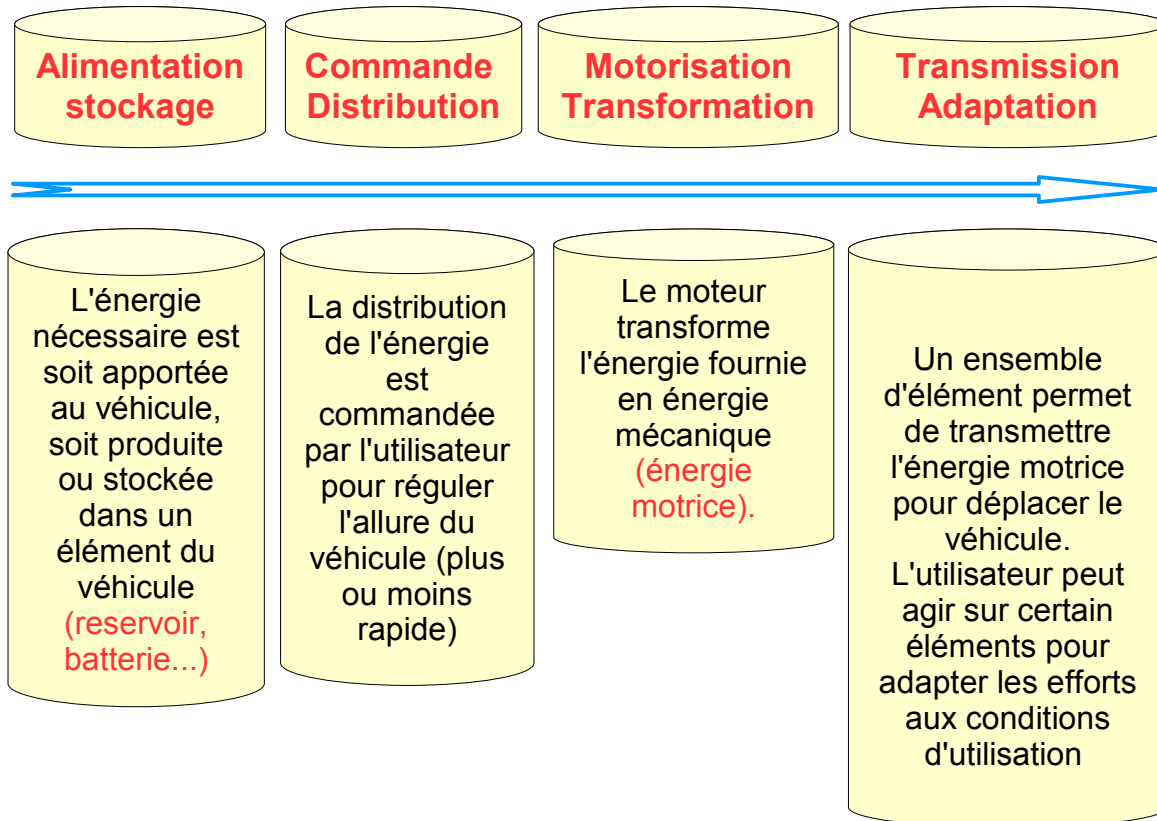 Alimentation
stockage
Commande
Distribution
Motorisation
Transformation
Transmission
Adaptation
L'énergie
nécessaire est
soit apportée
au véhicule,
soit produite
ou stockée
dans un
élément du
véhicule
(reservoir,
batterie...)
La distribution
de l'énergie
est
commandée
par l'utilisateur
pour réguler
l'allure du
véhicule (plus
ou moins
rapide)
Le moteur
transforme
l'énergie fournie
en énergie
mécanique
(énergie
motrice).
Un ensemble
d'élément permet
de transmettre
l'énergie motrice
pour déplacer le
véhicule.
L'utilisateur peut
agir sur certain
éléments pour
adapter les efforts
aux conditions
d'utilisation